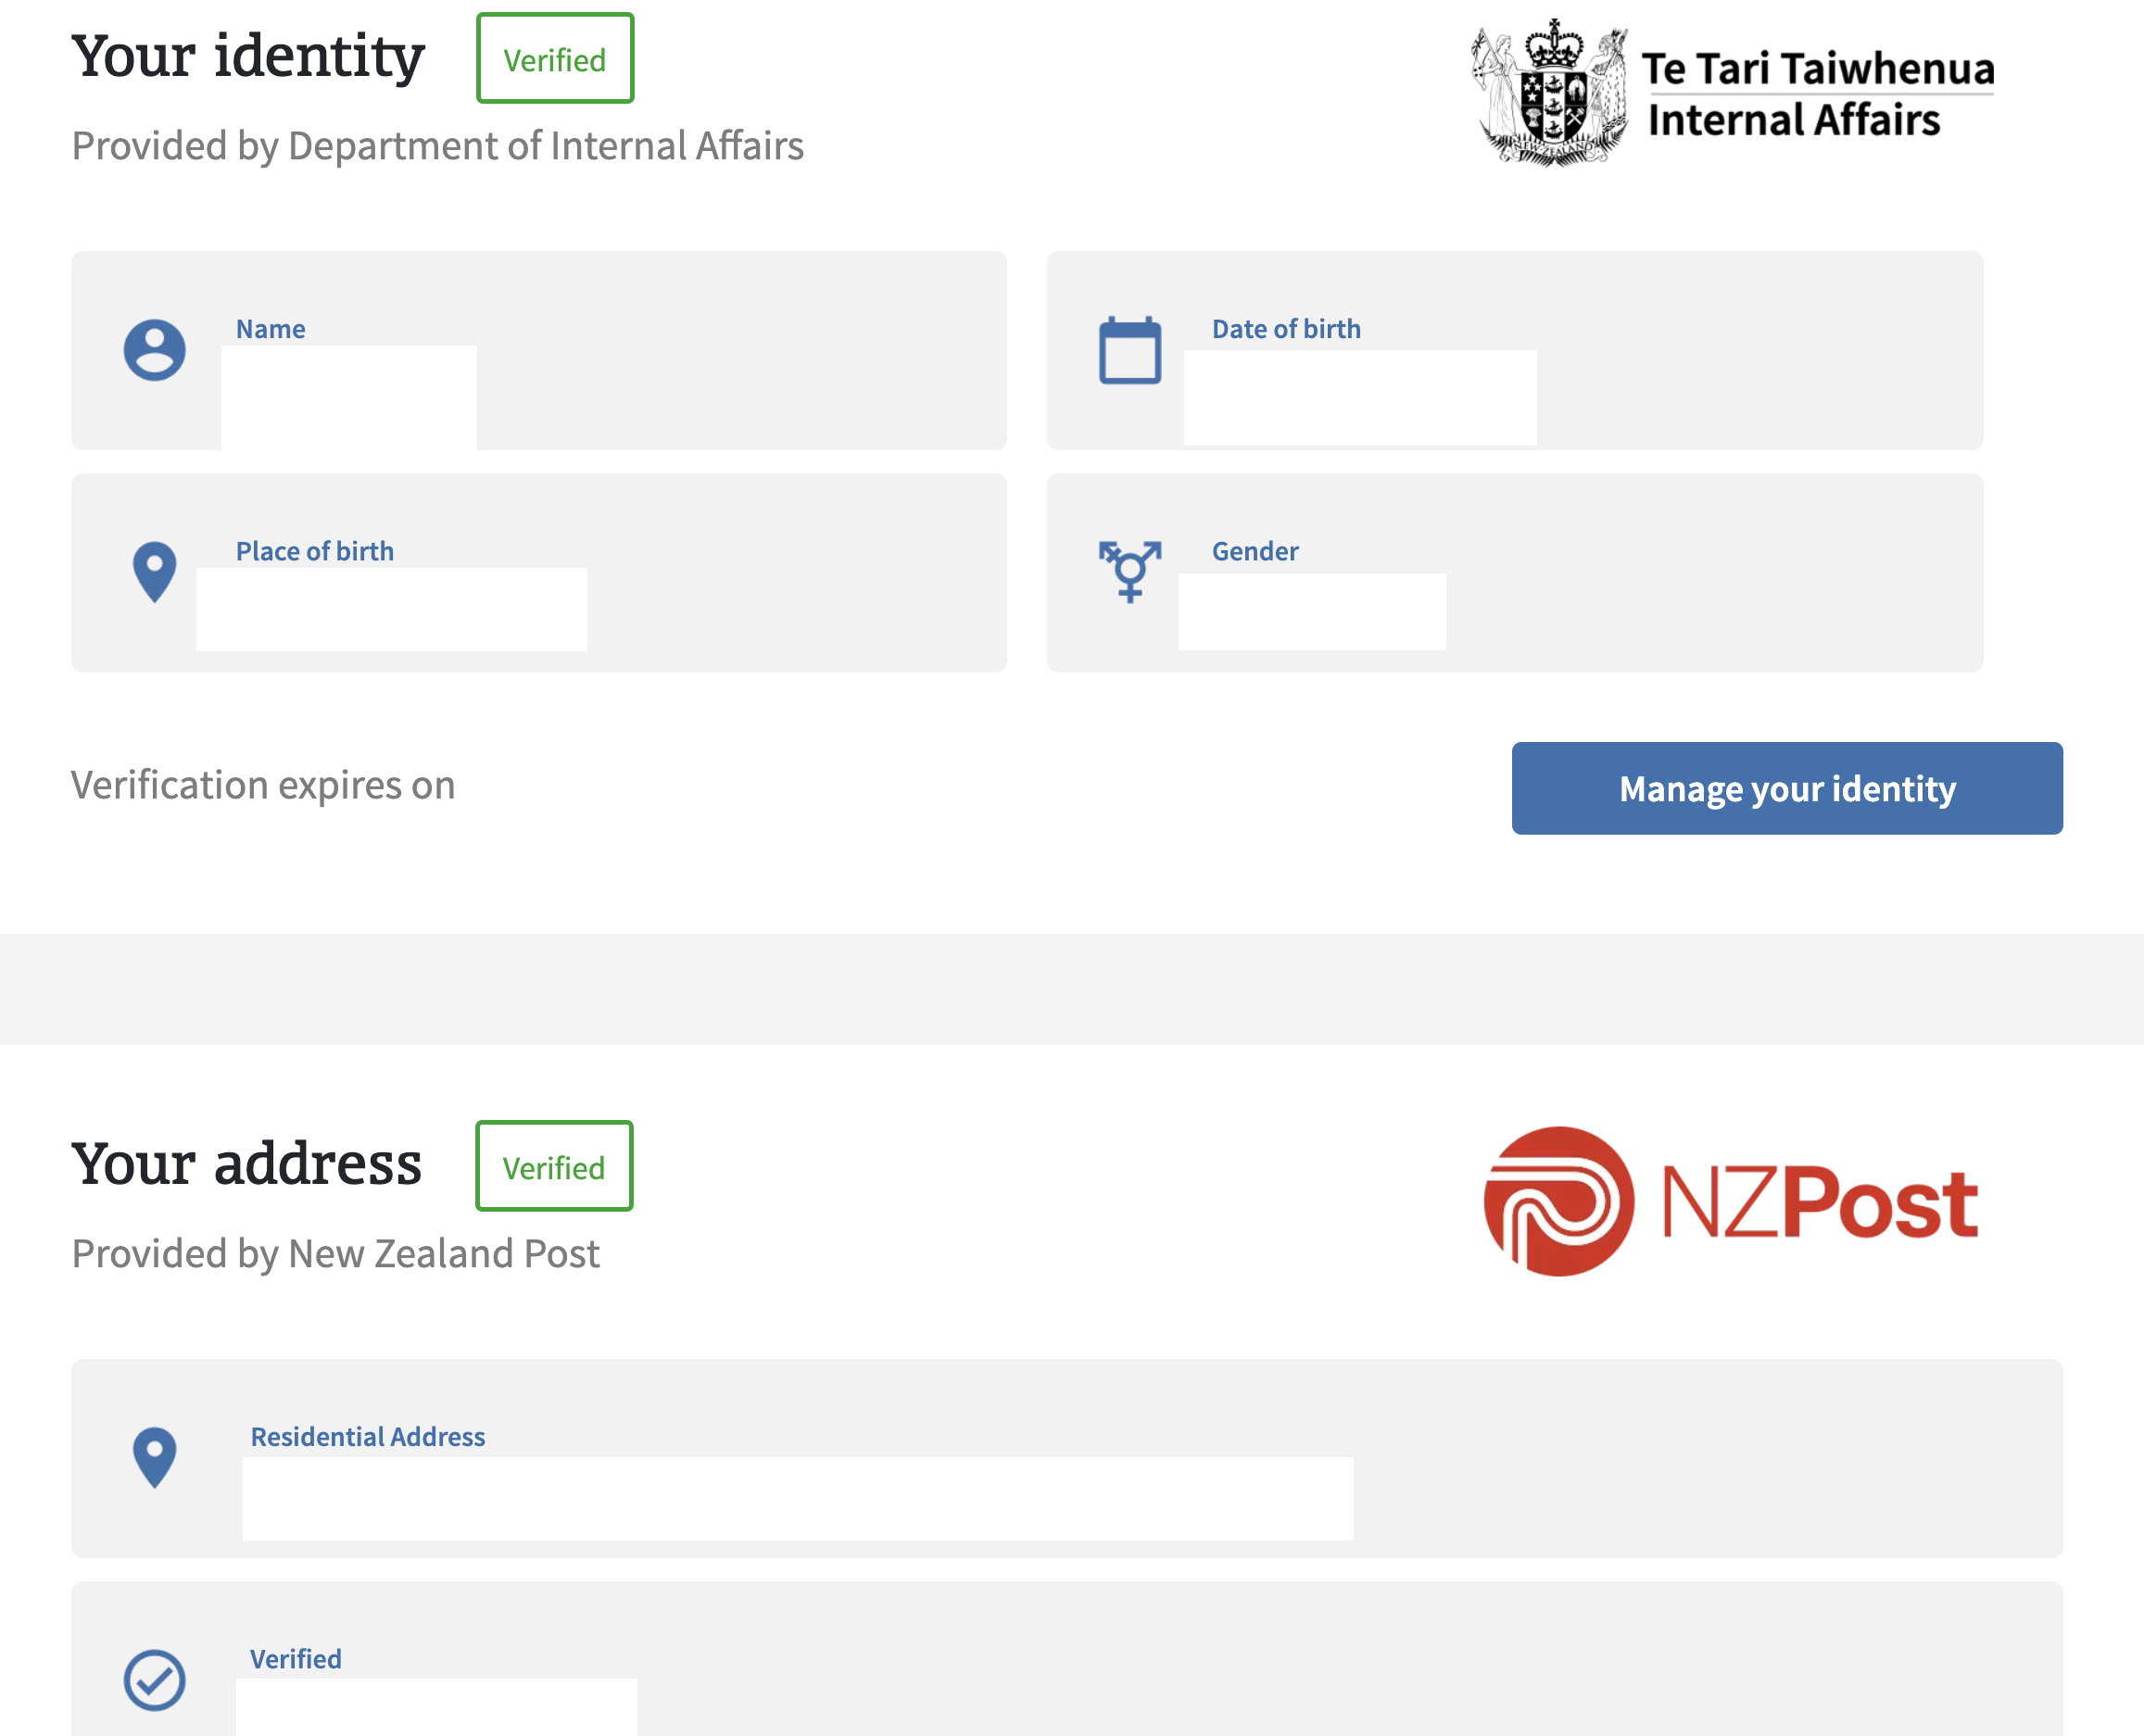 Your identity
Verified
Te Tari Taiwhenua
Internal Affairs
NEW ZEALAND
Provided by Department of Internal Affairs
Name
Date of birth
Place of birth
Gender
Verification expires on
Manage your identity
Your address
Verified
NZPost
Provided by New Zealand Post
Residential Address
Verified